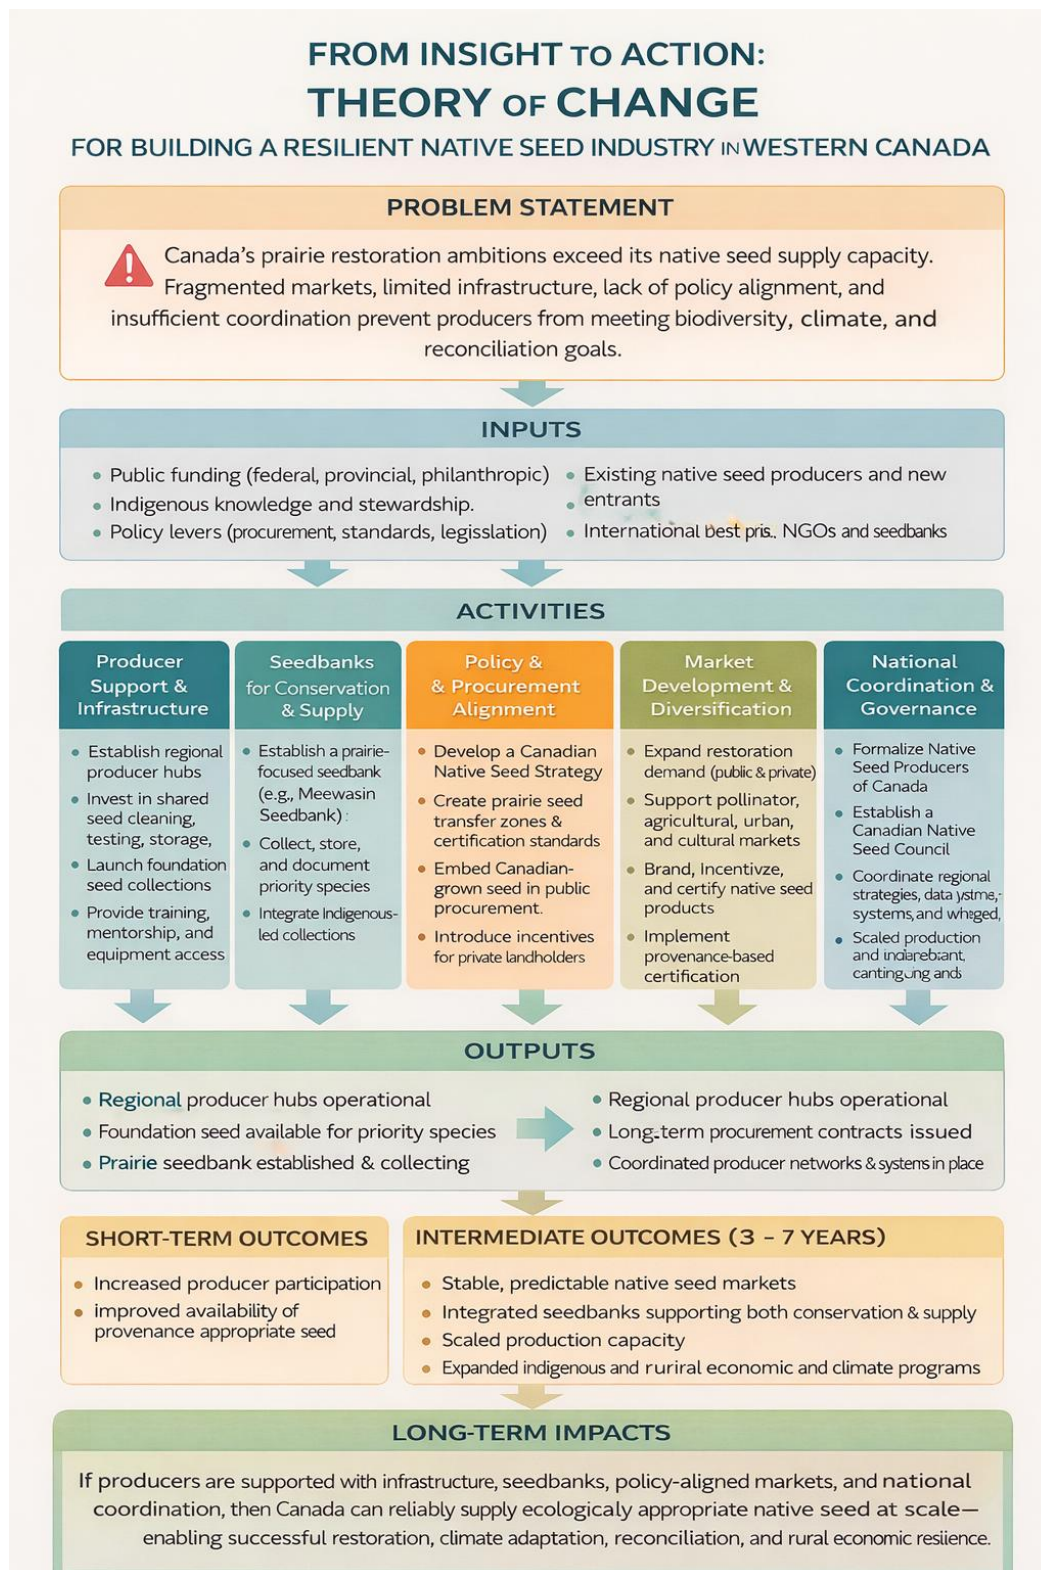 FROM INSIGHT TO ACTION:
THEORY OF CHANGE
FOR BUILDING A RESILIENT NATIVE SEED INDUSTRY IN WESTERN CANADA
PROBLEM STATEMENT
Canada's prairie restoration ambitions exceed its native seed supply capacity.
Fragmented markets, limited infrastructure, lack of policy alignment, and
insufficient coordination prevent producers from meeting biodiversity, climate, and
reconciliation goals.
INPUTS
• Public funding (federal, provincial, philanthropic)
• Indigenous knowledge and stewardship.
• Policy levers (procurement, standards, legisslation)
• Existing native seed producers and new
• entrants
• International best NGOs and seedbanks
ACTIVITIES
Producer
Support &
Infrastructure
• Establish regional
producer hubs
• Invest in shared
seed cleaning,
testing, storage,
• Launch foundation
seed collections
• Provide training,
mentorship, and
equipment access
Seedbanks
for Conservation
& Supply
• Establish a prairie-
focused seedbank
(e.g., Meewasin
Seedbank) :
• Collect, store,
and document
priority species
• Integrate Indigenous-
led collections
Policy &
& Procurement
Alignment
• Develop a Canadian
Native Seed Strategy
• Create prairie seed
transfer zones &
certification standards
• Embed Canadian-
grown seed in public
procurement.
• Introduce incentives
for private landholders
Market
Development &
Diversification
• Expand restoration
demand (public & private)
• Support pollinator,
agricultural, urban,
and cultural markets
• Brand, Incentivze,
and certify native seed
products
• Implement
provenance-based
certification
National
Coordination &
Governance
• Formalize Native
Seed Producers
of Canada
• Establish a
Canadian Native
Seed Council
• Coordinate regional
strategies, data
systems, and
• Scaled production
and
OUTPUTS
• Regional producer hubs operational
• Foundation seed available for priority species
• Prairie seedbank established & collecting
• Regional producer hubs operational
• Long-term procurement contracts issued
• Coordinated producer networks & systems in place
SHORT-TERM OUTCOMES
• Increased producer participation
• improved availability of
provenance appropriate seed
INTERMEDIATE OUTCOMES (3 – 7 YEARS)
• Stable, predictable native seed markets
• Integrated seedbanks supporting both conservation & supply
• Scaled production capacity
• Expanded indigenous and ruriral economic and climate programs
LONG-TERM IMPACTS
If producers are supported with infrastructure, seedbanks, policy-aligned markets, and national
coordination, then Canada can reliably supply ecologicaly appropriate native seed at scale—
enabling successful restoration, climate adaptation, reconciliation, and rural economic resiience.